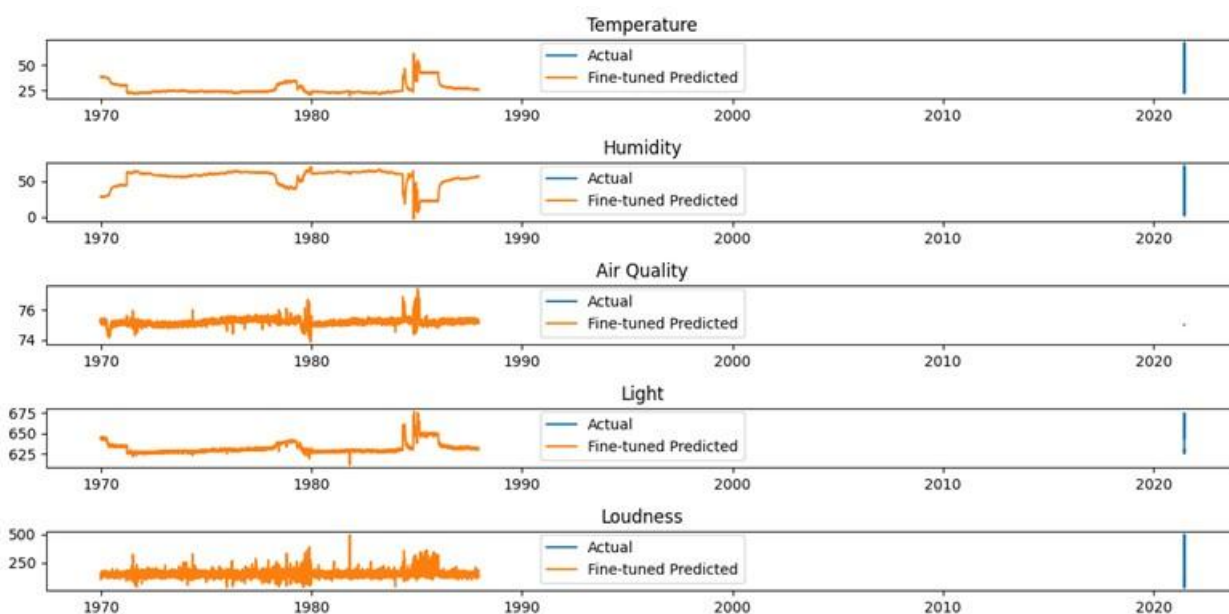 Temperature
50
25
Actual
Fine-tuned Predicted
1970 1980 1990 2000 2010 2020
Humidity
50
0
Actual
Fine-tuned Predicted
1970 1980 1990 2000 2010 2020
Air Quality
76
74
Actual
Fine-tuned Predicted
1970 1980 1990 2000 2010 2020
Light
675
650
625
Actual
Fine-tuned Predicted
1970 1980 1990 2000 2010 2020
Loudness
500
250
Actual
Fine-tuned Predicted
1970 1980 1990 2000 2010 2020